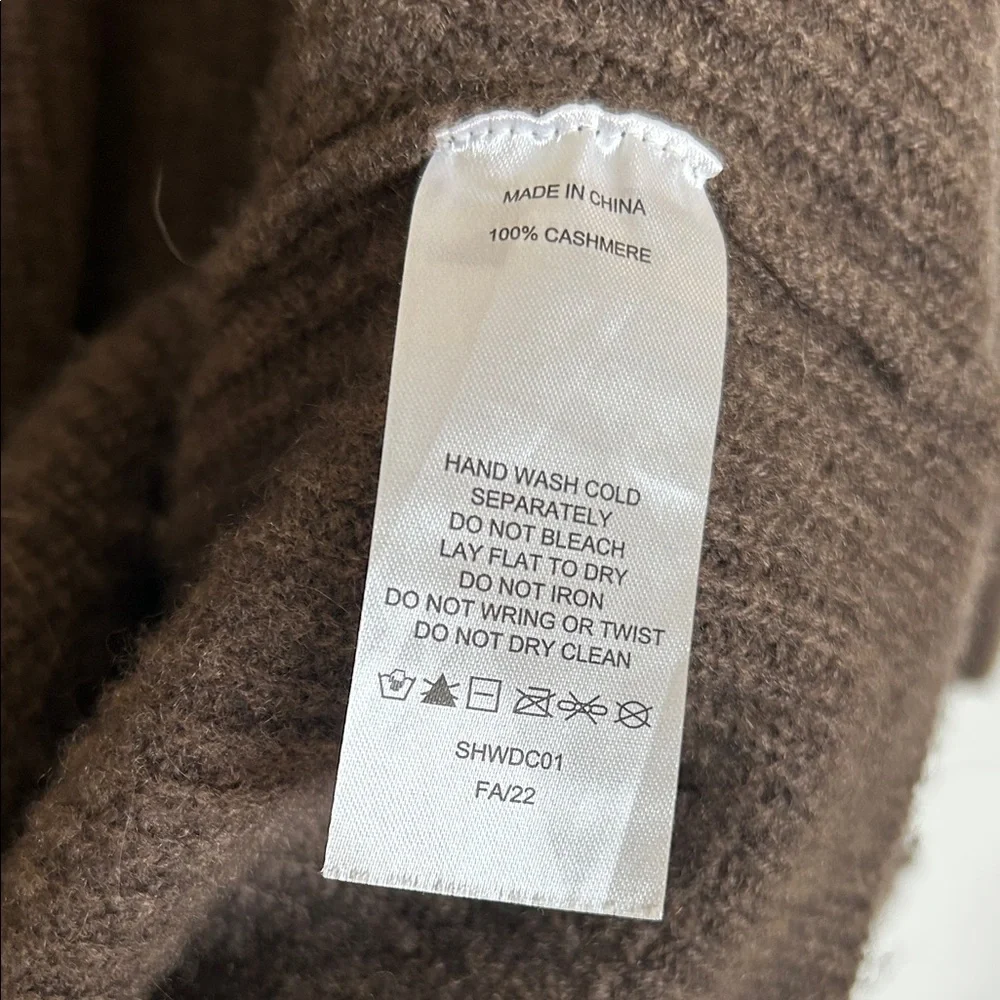 MADE IN CHINA
100% CASHMERE
HAND WASH COLD
SEPARATELY
DO NOT BLEACH
LAY FLAT TO DRY
DO NOT IRON
DO NOT WRING OR TWIST
DO NOT DRY CLEAN
SHWDC01
FA/22